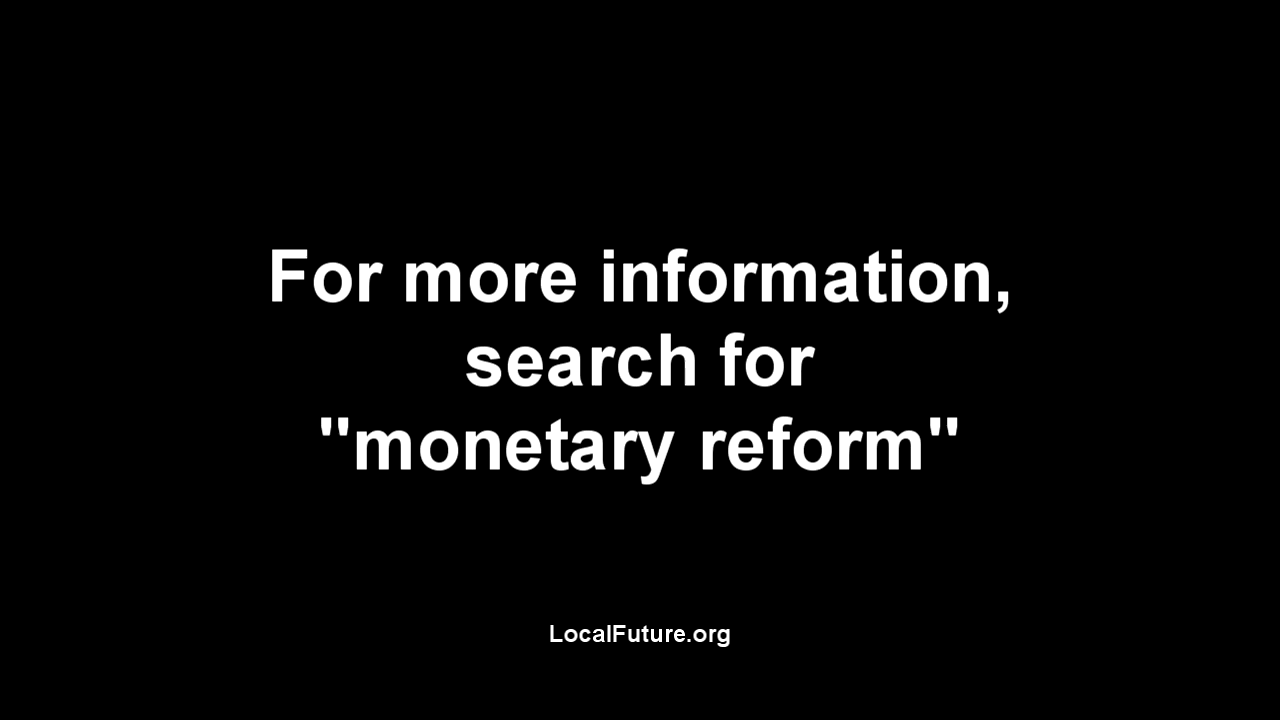 For more information,
search for
"monetary reform"
LocalFuture.org